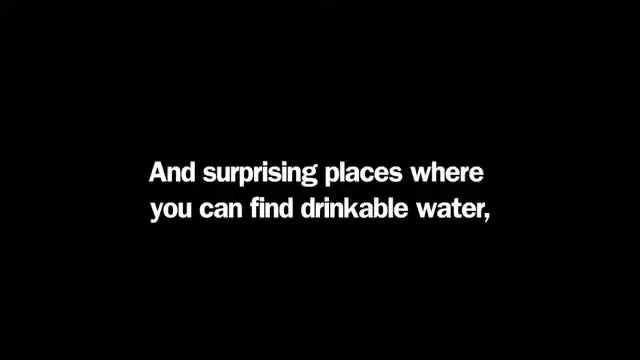 And surprising places where
you can find drinkable water,